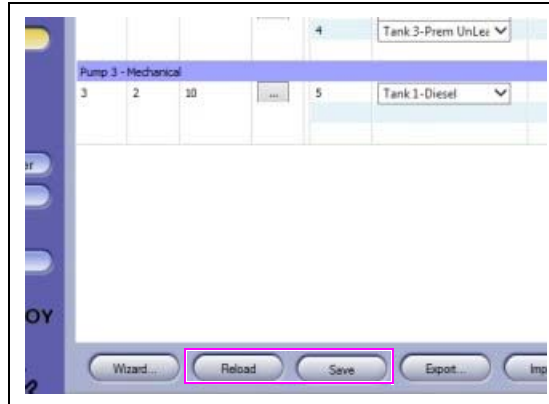 4 Tank 3-Prem UnLea
Pump 3 - Mechanical
3 2 10 ... 5 Tank 1-Diesel
er
OY
Wizard... Reload Save Export... Imp